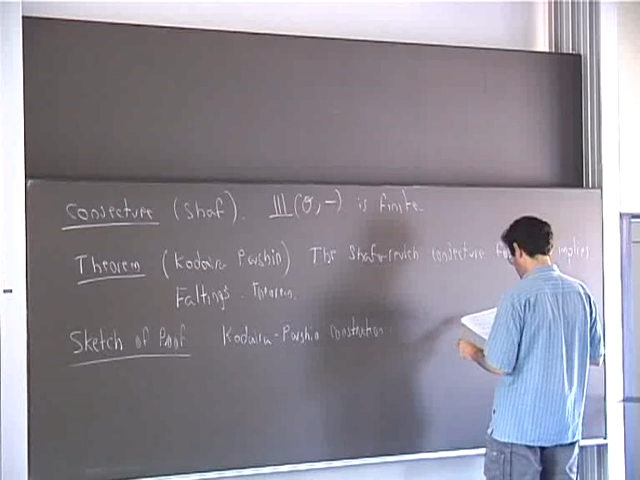 Conjecture (Shaf). Ш(O, -) is finite.
Theorem (Kodaira Parshin) The Shafarevich conjecture implies
Faltings' Theorem.
Sketch of Proof Kodaira-Parshin Construction